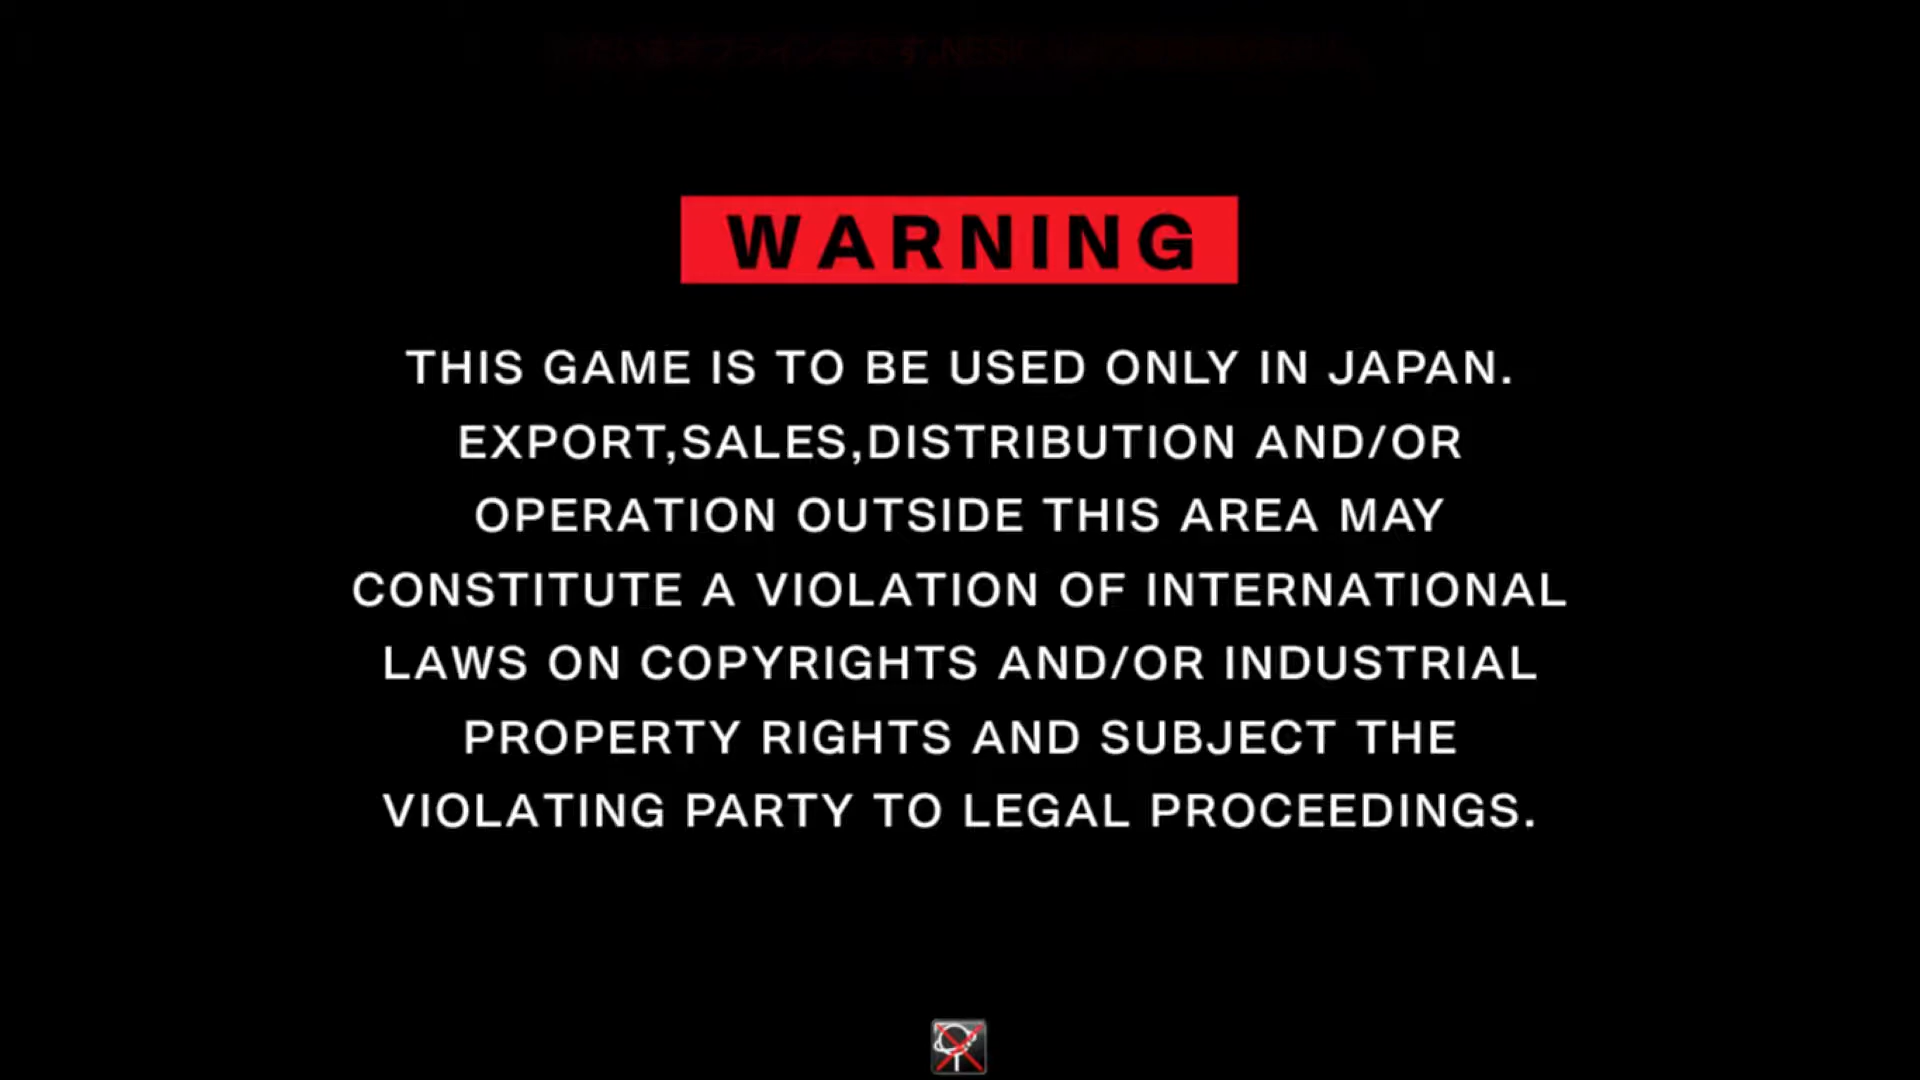 WARNING
THIS GAME IS TO BE USED ONLY IN JAPAN.
EXPORT,SALES,DISTRIBUTION AND/OR
OPERATION OUTSIDE THIS AREA MAY
CONSTITUTE A VIOLATION OF INTERNATIONAL
LAWS ON COPYRIGHTS AND/OR INDUSTRIAL
PROPERTY RIGHTS AND SUBJECT THE
VIOLATING PARTY TO LEGAL PROCEEDINGS.